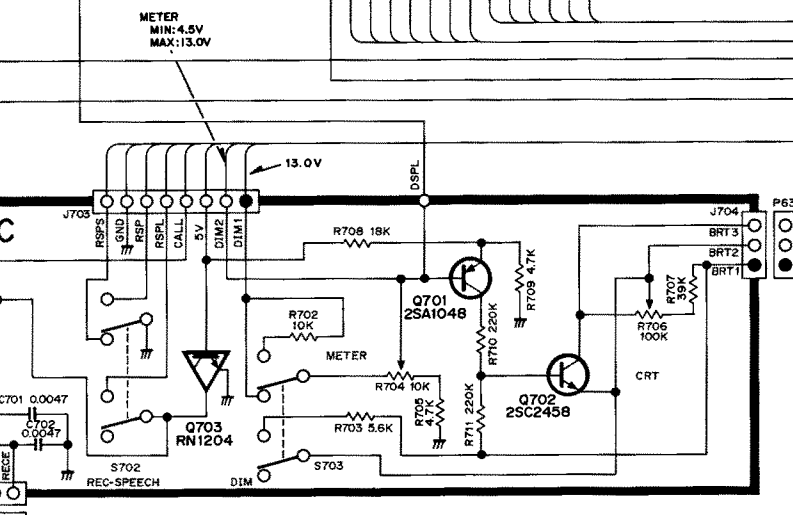 METER
MIN:4.5V
MAX:13.0V
13.0V
DSPL
J703
C
RSPS
GND
RSP
RSPL
CALL
5V
DIM2
DIM1
J704
P63
BRT3
BRT2
BRT1
R708 18K
R709 4.7K
Q701
2SA1048
R707
39K
R702
10K
R710 220K
R706
100K
METER
R704 10K
CRT
C701 0.0047
C702
0.0047
Q703
RN1204
R705
4.7K
R703 5.6K
R711 220K
Q702
2SC2458
RECE
S702
REC-SPEECH
DIM
S703